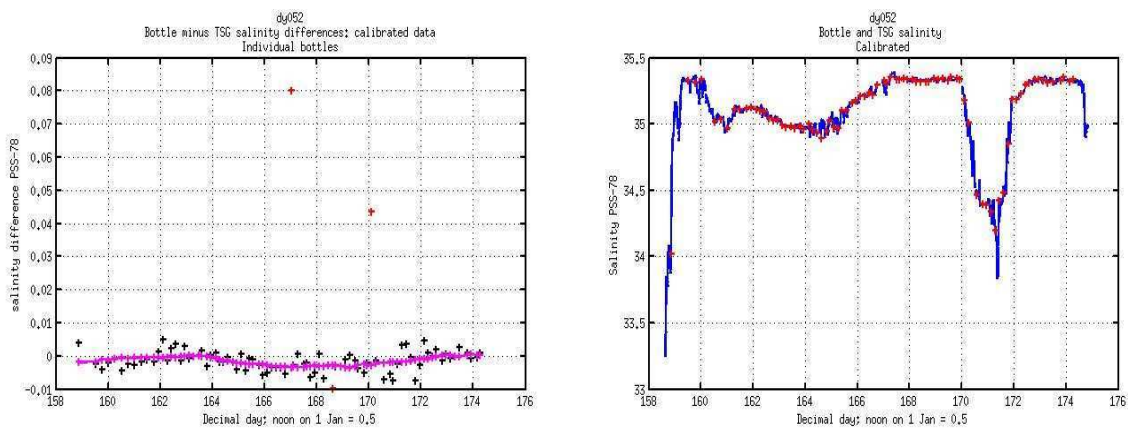 dy052
Bottle minus TSG salinity differences: calibrated data
Individual bottles
0.09
0.08
0.07
0.06
0.05
0.04
0.03
0.02
0.01
0
-0.01
salinity difference PSS-78
158 160 162 164 166 168 170 172 174 176
Decimal day; noon on 1 Jan = 0.5
dy052
Bottle and TSG salinity
Calibrated
35.5
35
34.5
34
33.5
33
Salinity PSS-78
158 160 162 164 166 168 170 172 174 176
Decimal day; noon on 1 Jan = 0.5